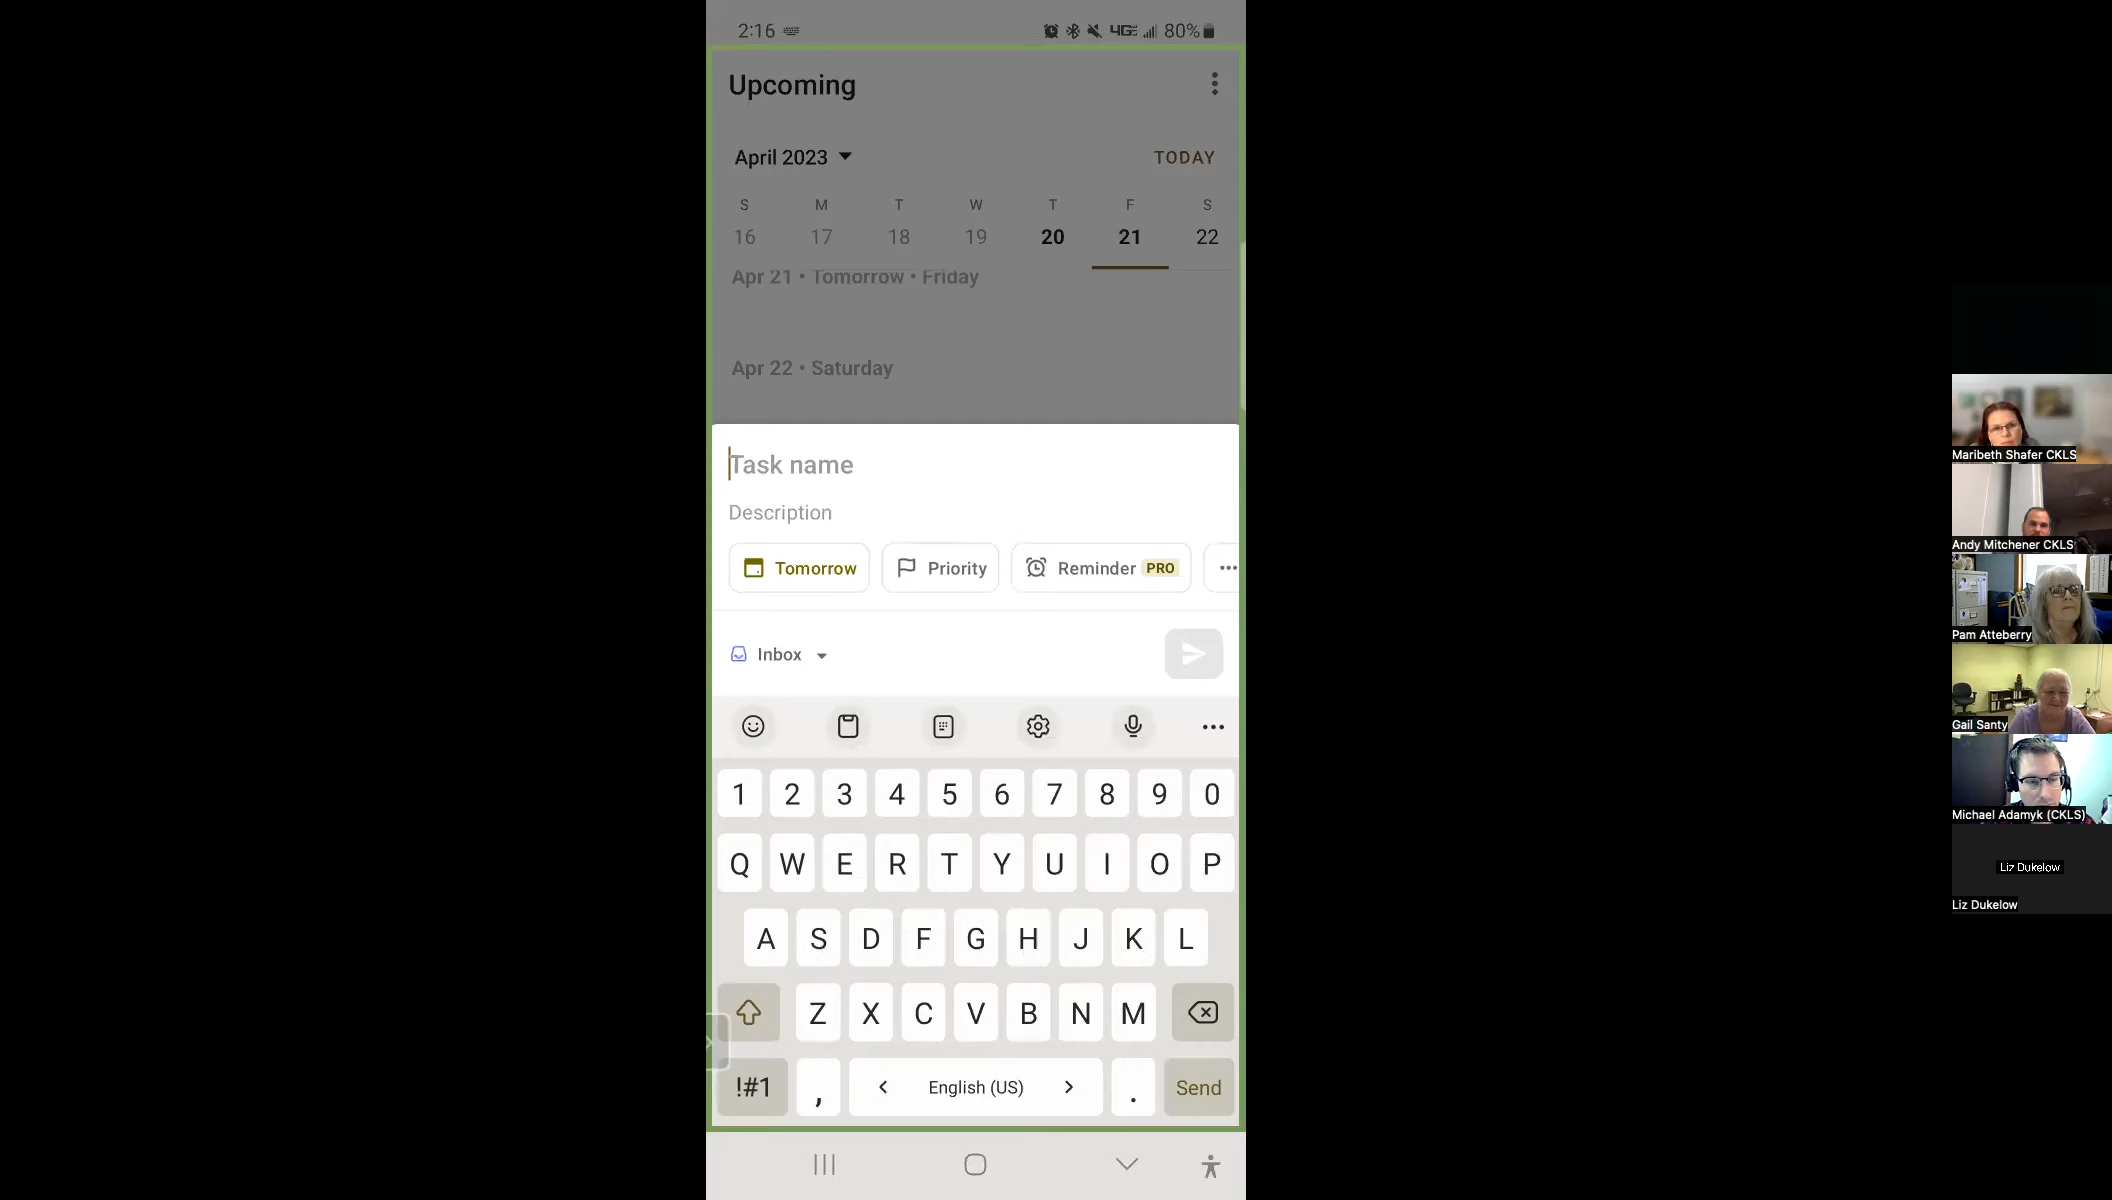 2:16 4GE 80%
Upcoming
April 2023 TODAY
S M T W T F S
16 17 18 19 20 21 22
Apr 21 • Tomorrow • Friday
Apr 22 • Saturday
Task name
Description
Tomorrow Priority Reminder PRO
Inbox
1 2 3 4 5 6 7 8 9 0
Q W E R T Y U I O P
A S D F G H J K L
Z X C V B N M
!#1 , < English (US) > . Send
Maribeth Shafer CKLS
Andy Mitchener CKLS
Pam Atteberry
Gail Santy
Michael Adamyk (CKLS)
Liz Dukelow
Liz Dukelow